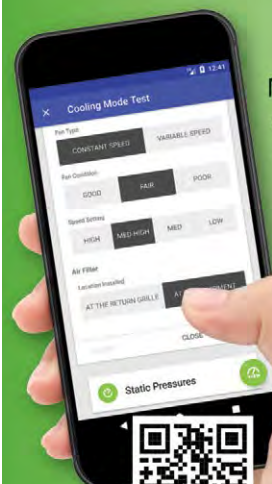 12:41
Cooling Mode Test
Fan Type
CONSTANT SPEED VARIABLE SPEED
Fan Condition
GOOD FAIR POOR
Speed Setting
HIGH MED-HIGH MED LOW
Air Filter
Location Installed
AT THE RETURN GRILLE
CLOSE
Static Pressures